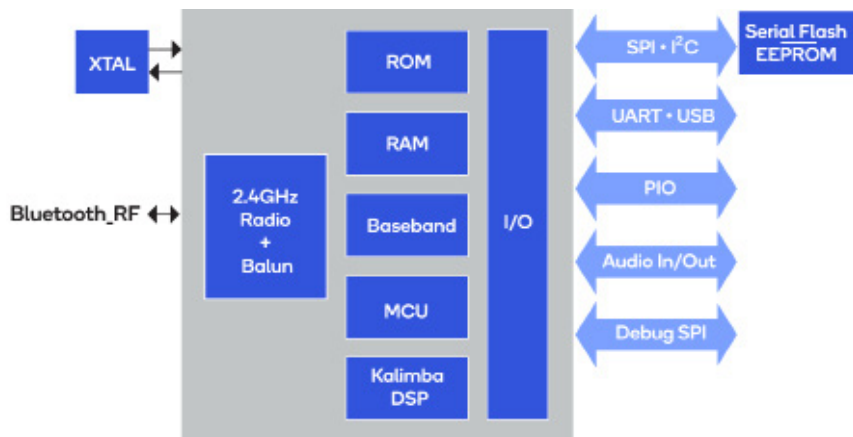 XTAL
Bluetooth_RF
2.4GHz
Radio
+
Balun
ROM
RAM
Baseband
MCU
Kalimba
DSP
I/O
SPI • I²C
UART • USB
PIO
Audio In/Out
Debug SPI
Serial Flash
EEPROM